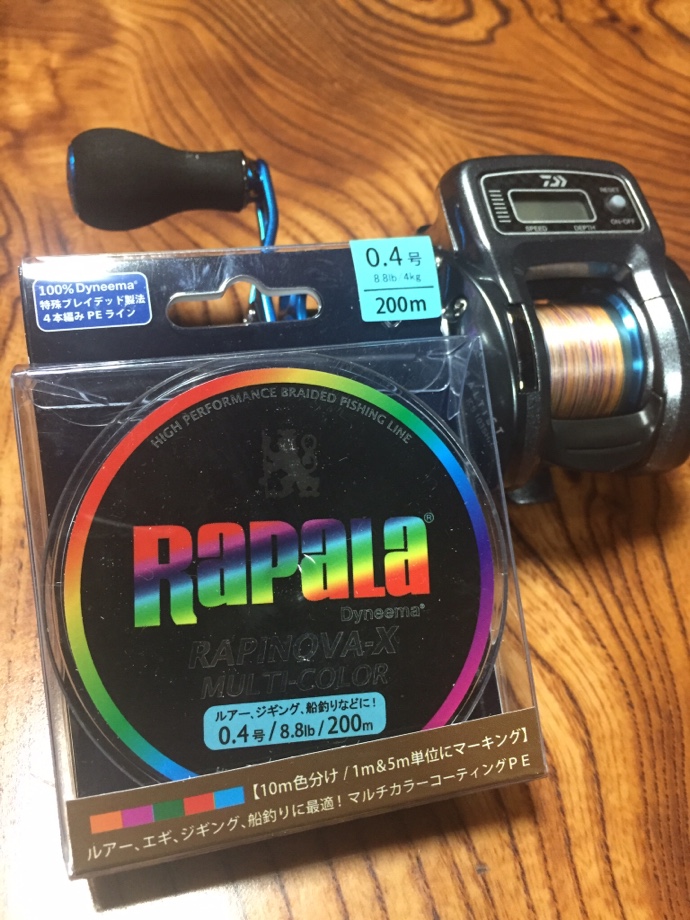 DAIWA
RESET
ON-OFF
SPEED
DEPTH
100% Dyneema®
特殊ブレイデッド製法
4本編みPEライン
0.4号
8.8lb/4kg
200m
HIGH PERFORMANCE BRAIDED FISHING LINE
RAPALA®
Dyneema®
RAPINOVA-X
MULTI-COLOR
ルアー、ジギング、船釣りなどに!
0.4号/8.8lb/200m
【10m色分け/1m&5m単位にマーキング】
ルアー、エギ、ジギング、船釣りに最適!マルチカラーコーティングPE